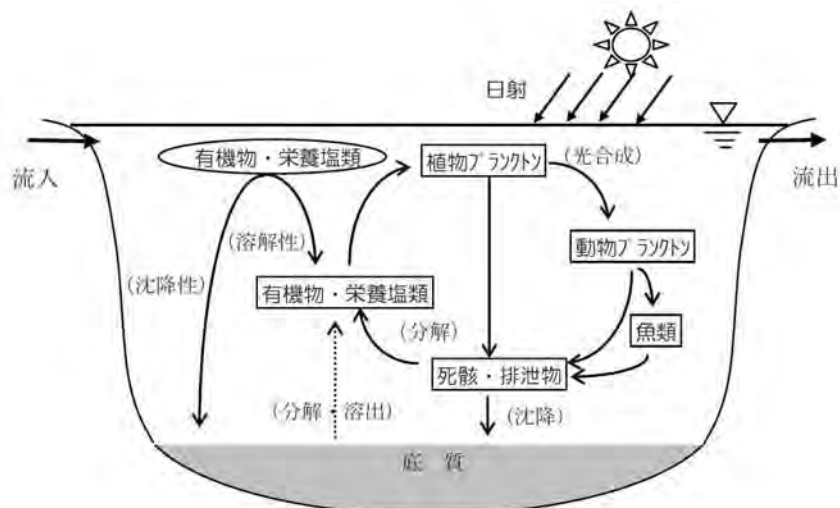 日射
流入
流出
有機物・栄養塩類
植物プランクトン
(光合成)
(溶解性)
動物プランクトン
(沈降性)
有機物・栄養塩類
(分解)
魚類
死骸・排泄物
(分解・溶出)
(沈降)
底 質